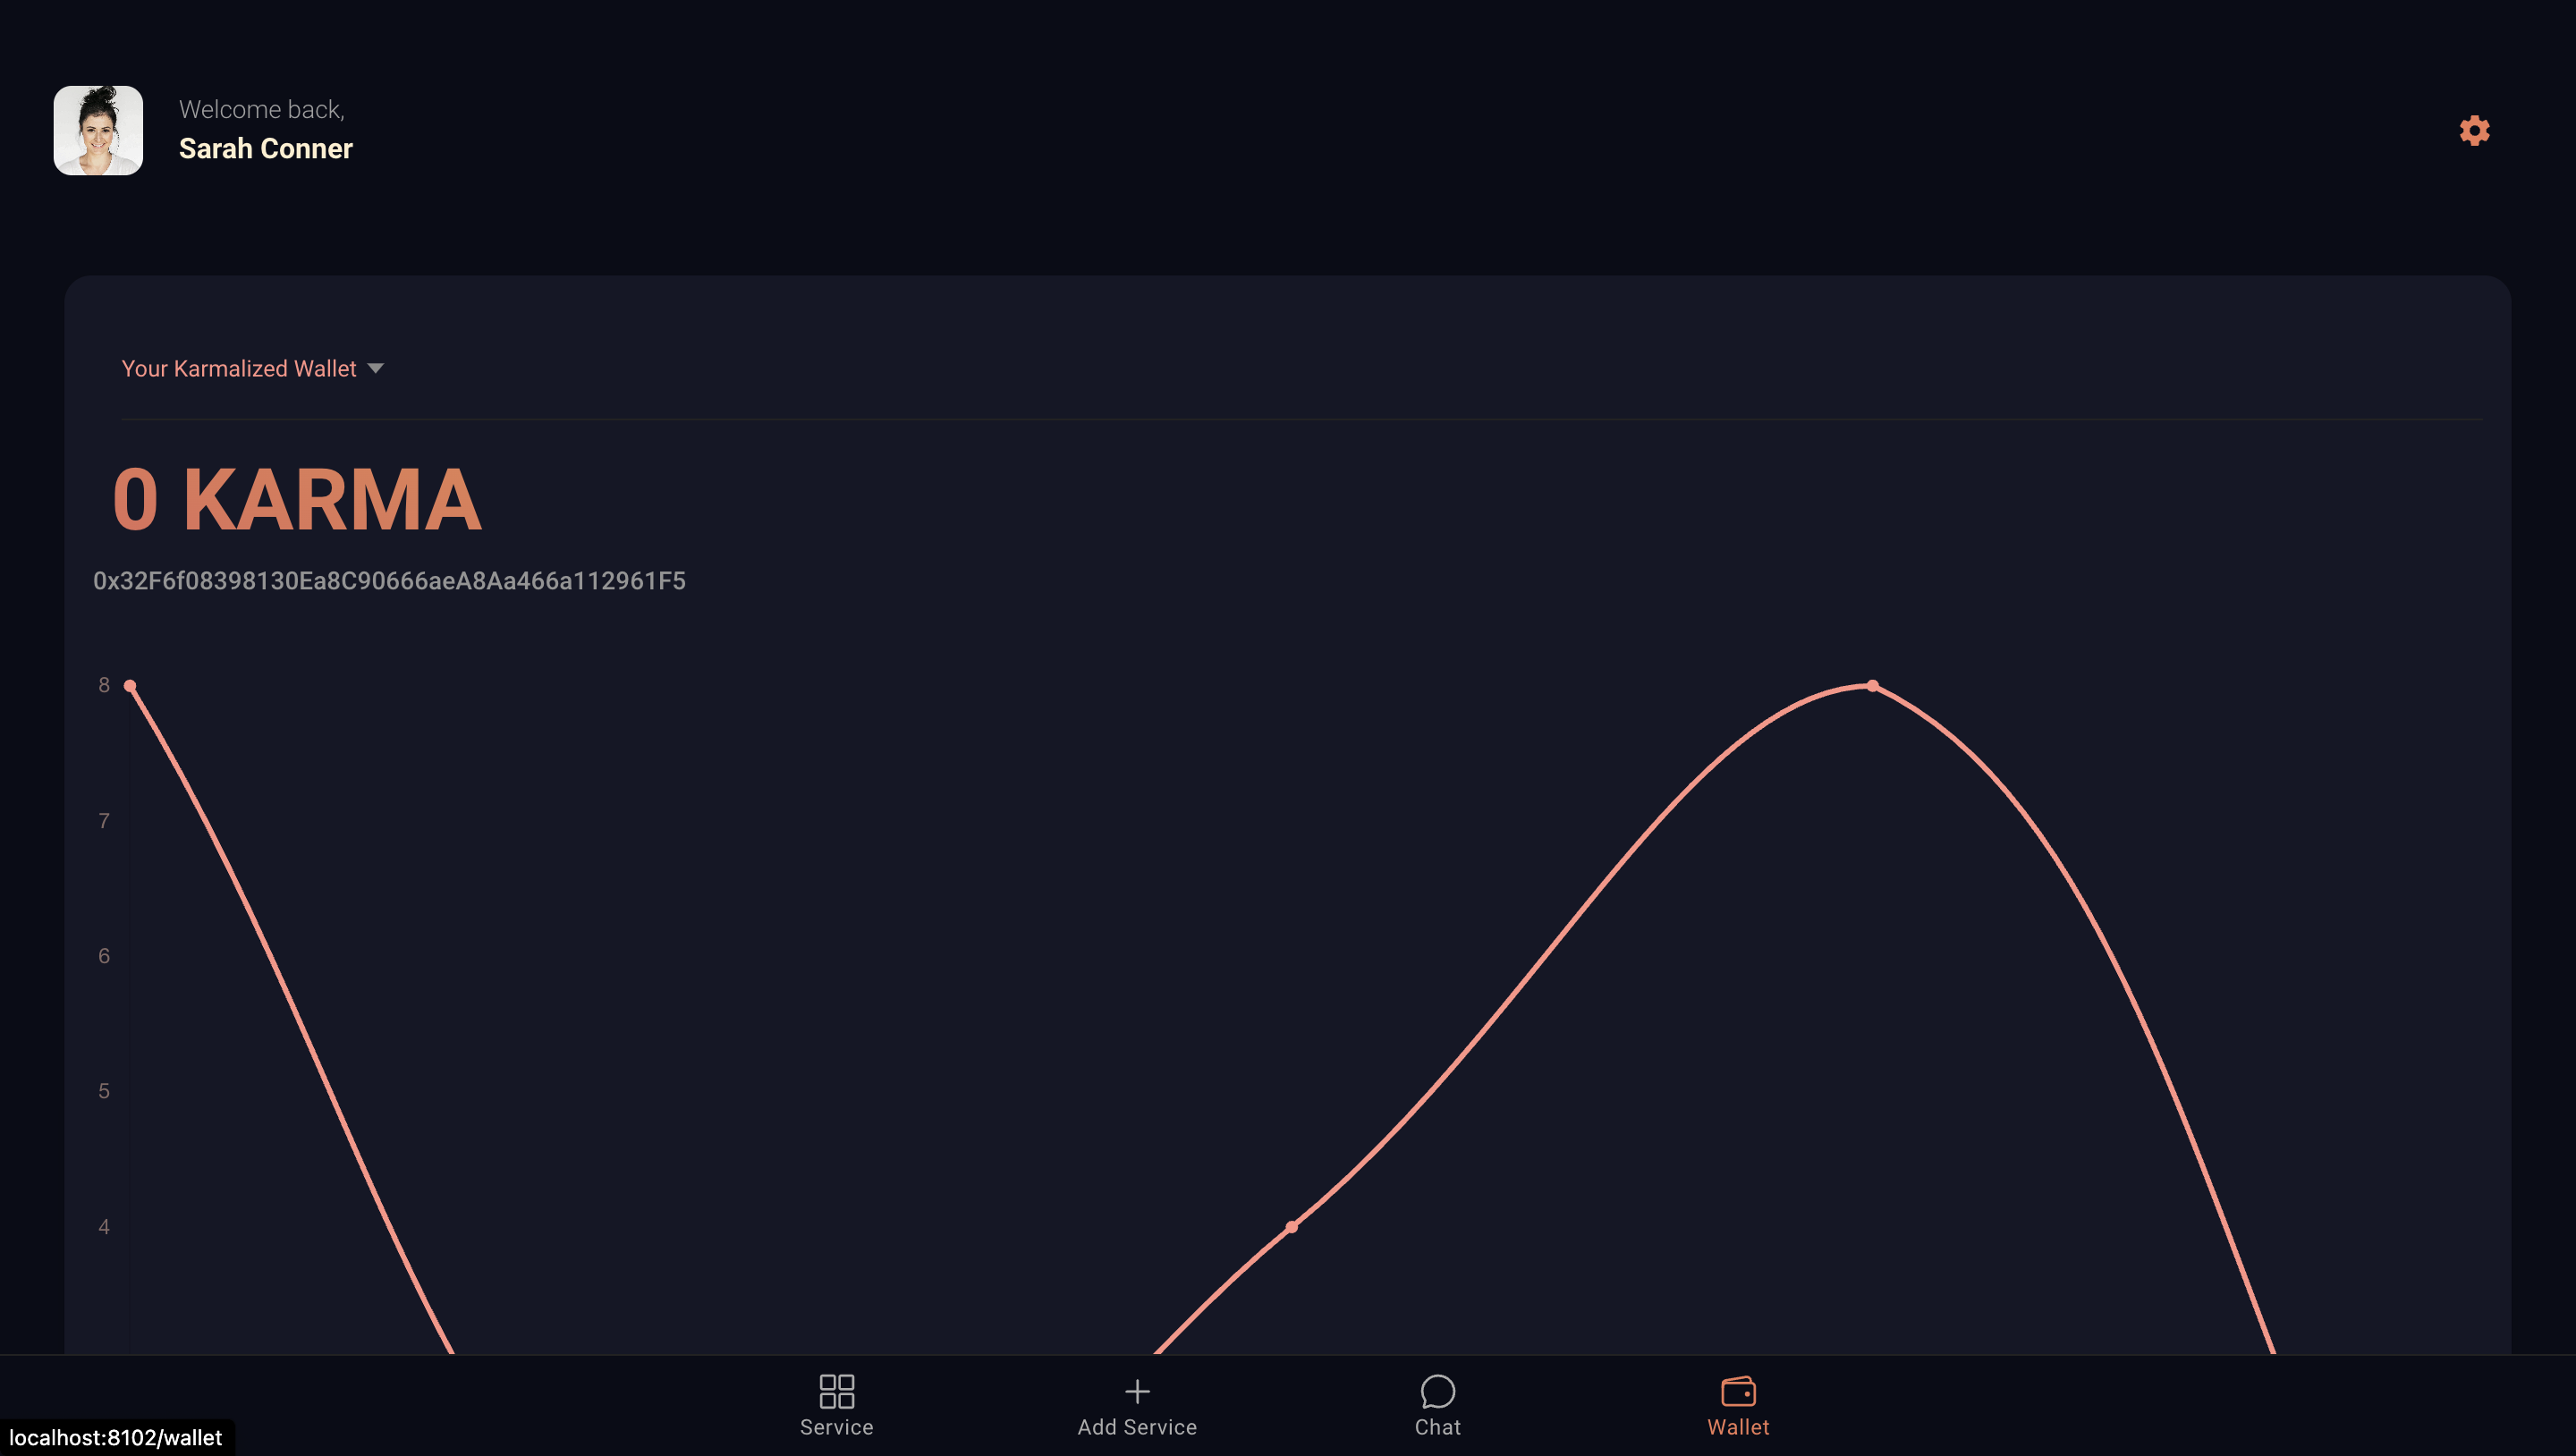 Welcome back,
Sarah Conner
Your Karmalized Wallet
0 KARMA
0x32F6f08398130Ea8C90666aeA8Aa466a112961F5
8
7
6
5
4
Service
Add Service
Chat
Wallet
localhost:8102/wallet